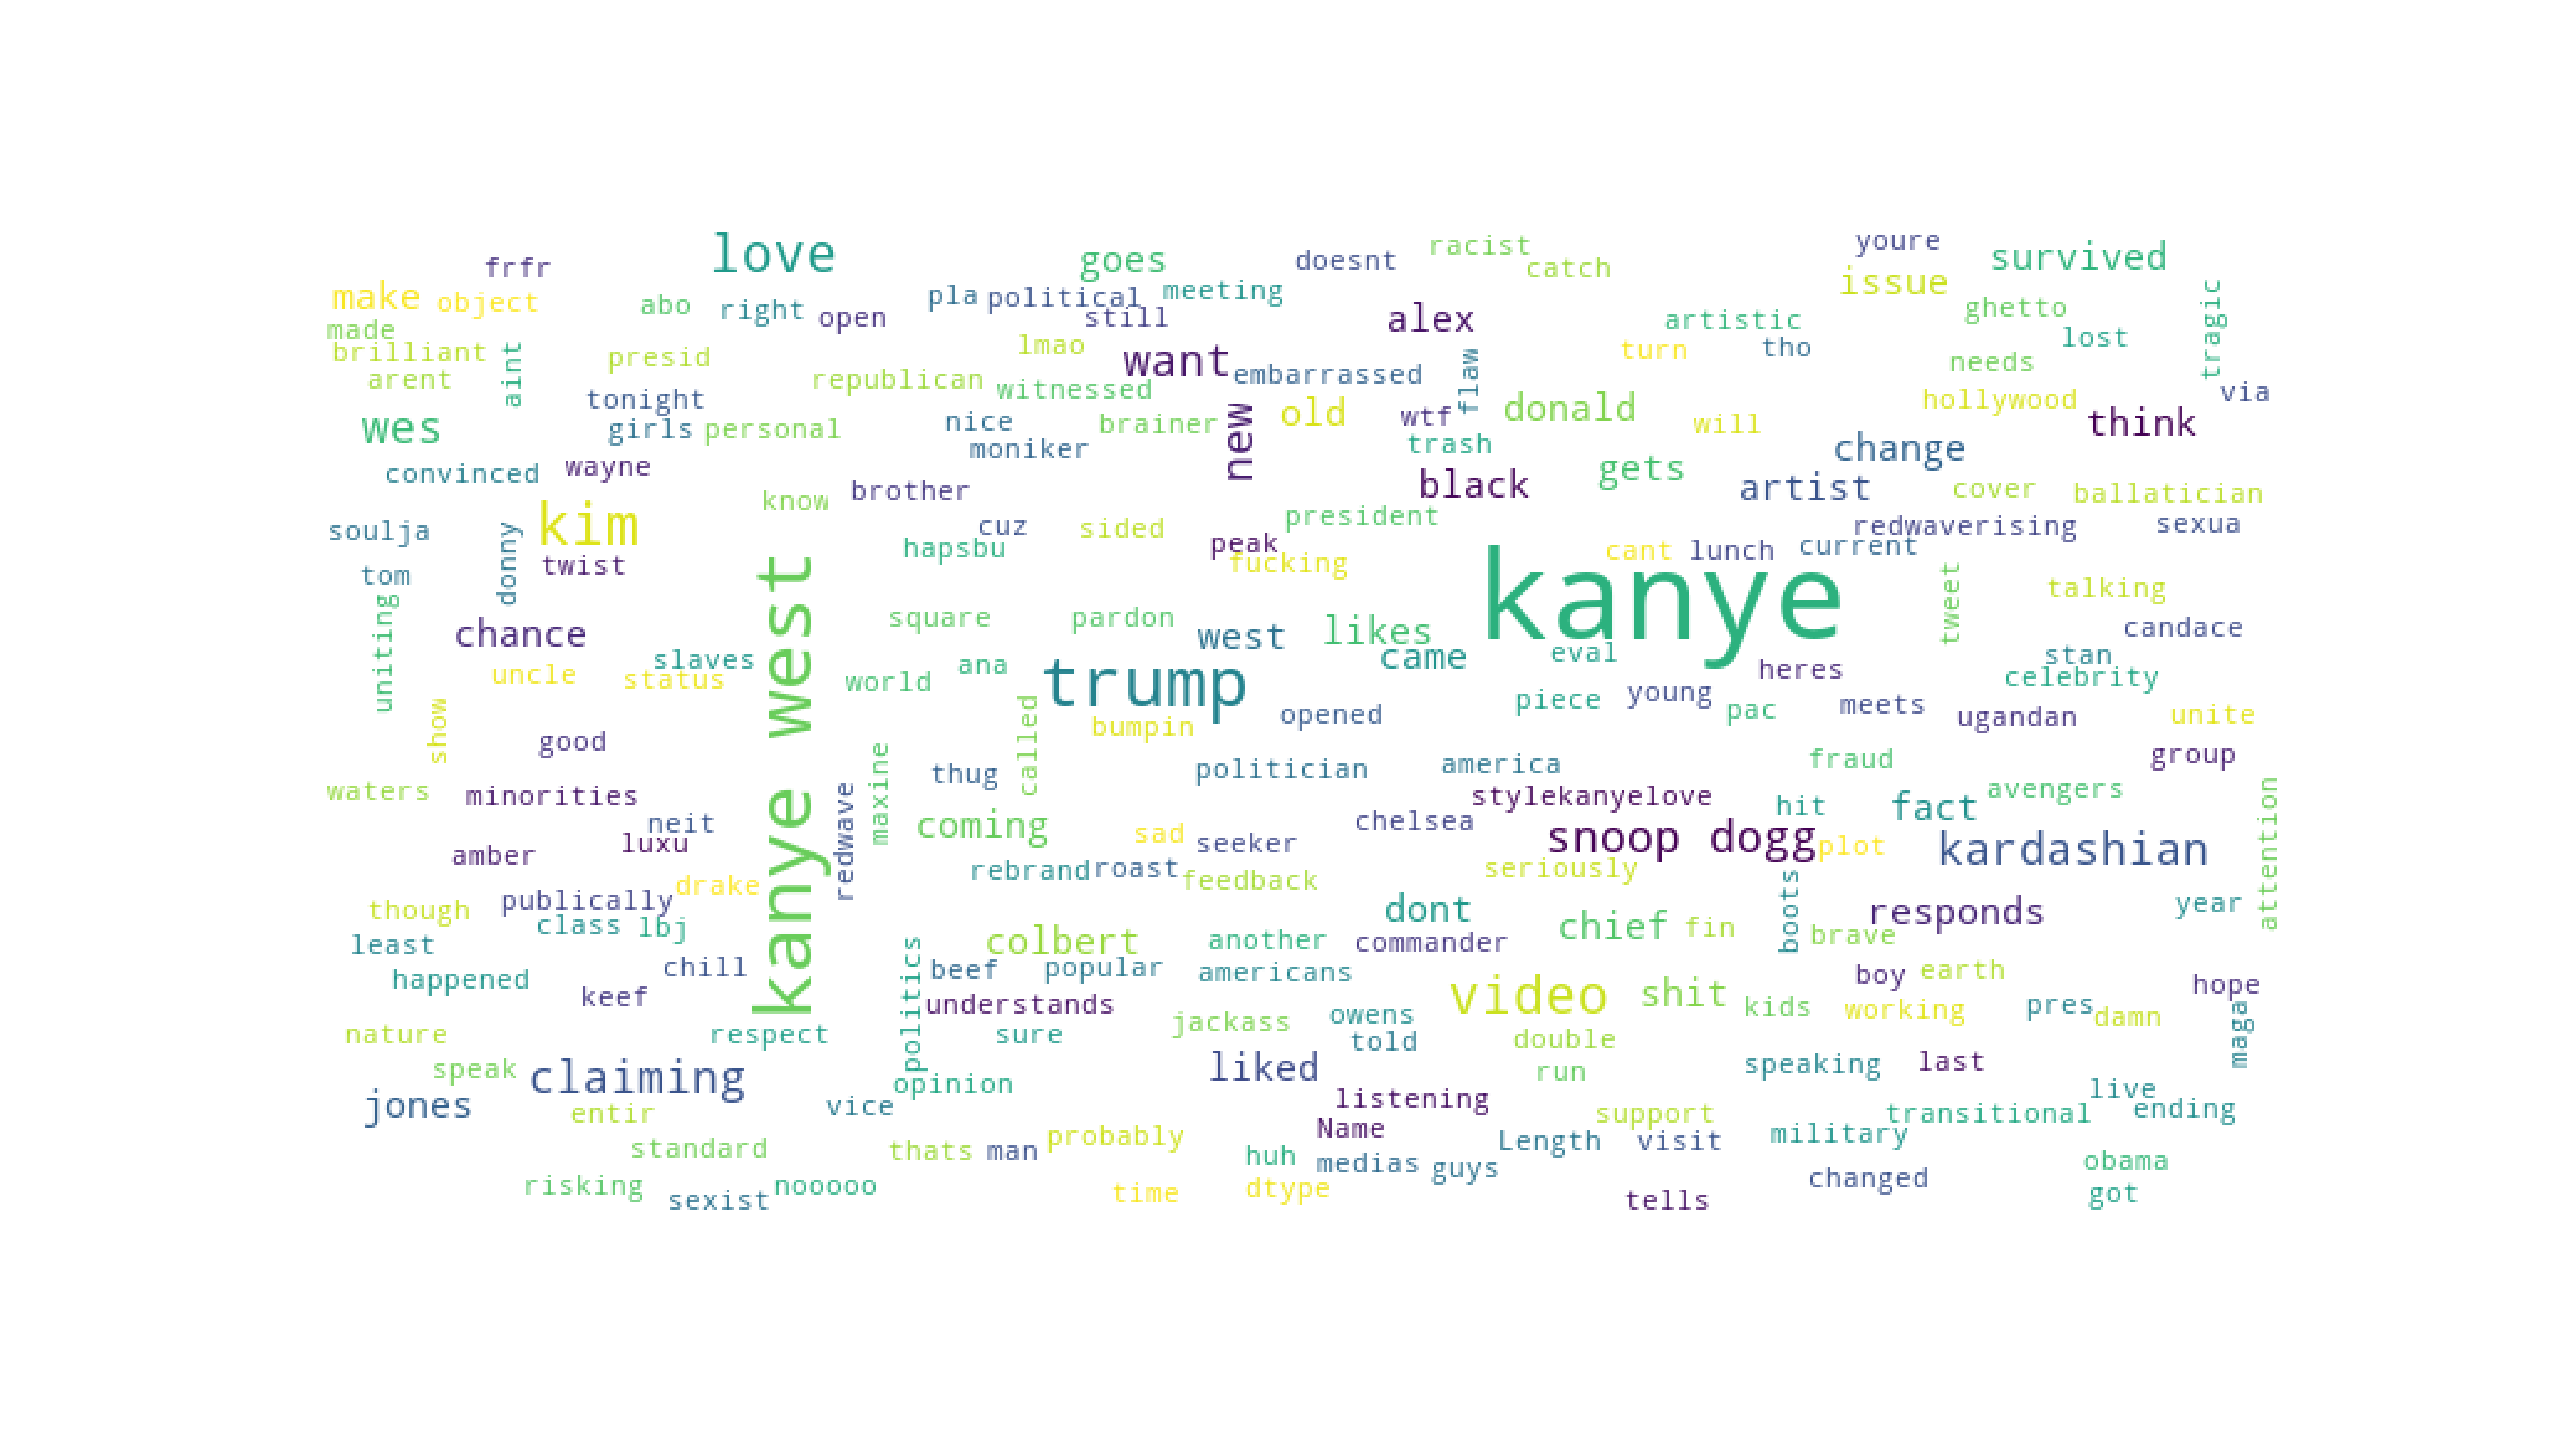 love
goes
doesnt
racist
catch
youre
survived
frfr
make
object
abo
right
open
pla
political
meeting
still
alex
issue
ghetto
tragic
made
brilliant
arent
aint
presid
lmao
want
embarrassed
flaw
artistic
turn
tho
lost
needs
via
republican
witnessed
tonight
wes
girls
personal
nice
moniker
brainer
new
old
wtf
trash
donald
will
hollywood
think
change
convinced
wayne
know
brother
black
gets
artist
cover
ballatician
soulja
donny
kim
twist
cuz
sided
hapsbu
president
peak
fucking
cant
lunch
current
redwaverising
sexua
tom
uniting
chance
uncle
status
slaves
kanye west
square
pardon
west
likes
came
kanye
eval
tweet
talking
candace
stan
celebrity
heres
world
ana
trump
bumpin
opened
piece
young
pac
meets
ugandan
unite
show
good
called
maxine
redwave
thug
politician
america
fraud
group
waters
minorities
neit
luxu
amber
coming
sad
seeker
chelsea
stylekanyelove
hit
fact
avengers
attention
snoop dogg
plot
kardashian
rebrand
roast
feedback
seriously
drake
publically
though
class
lbj
least
dont
chief
fin
boots
brave
responds
year
colbert
another
commander
politics
beef
popular
americans
happened
chill
keef
understands
video
shit
kids
boy
earth
working
pres
damn
hope
maga
nature
respect
sure
jackass
owens
told
double
speak
claiming
jones
opinion
liked
run
speaking
last
live
ending
entir
vice
listening
support
transitional
Name
standard
thats
man
probably
Length
visit
military
huh
medias
guys
obama
risking
sexist
nooooo
time
dtype
tells
changed
got